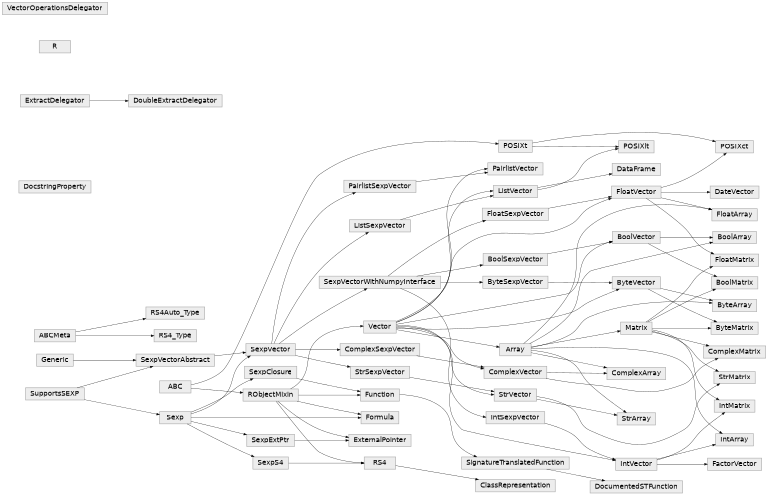 VectorOperationsDelegator
R
ExtractDelegator
DoubleExtractDelegator
DocstringProperty
POSIXt
POSIXlt
POSIXct
PairlistVector
DataFrame
PairlistSexpVector
ListVector
FloatVector
DateVector
FloatSexpVector
FloatArray
ListSexpVector
BoolVector
BoolArray
BoolSexpVector
FloatMatrix
SexpVectorWithNumpyInterface
ByteSexpVector
ByteVector
BoolMatrix
RS4Auto_Type
ByteArray
ABCMeta
RS4_Type
Vector
Matrix
ByteMatrix
Generic
SexpVectorAbstract
SexpVector
ComplexSexpVector
Array
ComplexMatrix
SexpClosure
StrSexpVector
ComplexVector
ComplexArray
StrMatrix
SupportsSEXP
ABC
RObjectMixin
Function
StrVector
IntMatrix
Sexp
Formula
IntSexpVector
StrArray
SexpExtPtr
ExternalPointer
IntArray
SexpS4
RS4
SignatureTranslatedFunction
IntVector
FactorVector
ClassRepresentation
DocumentedSTFunction